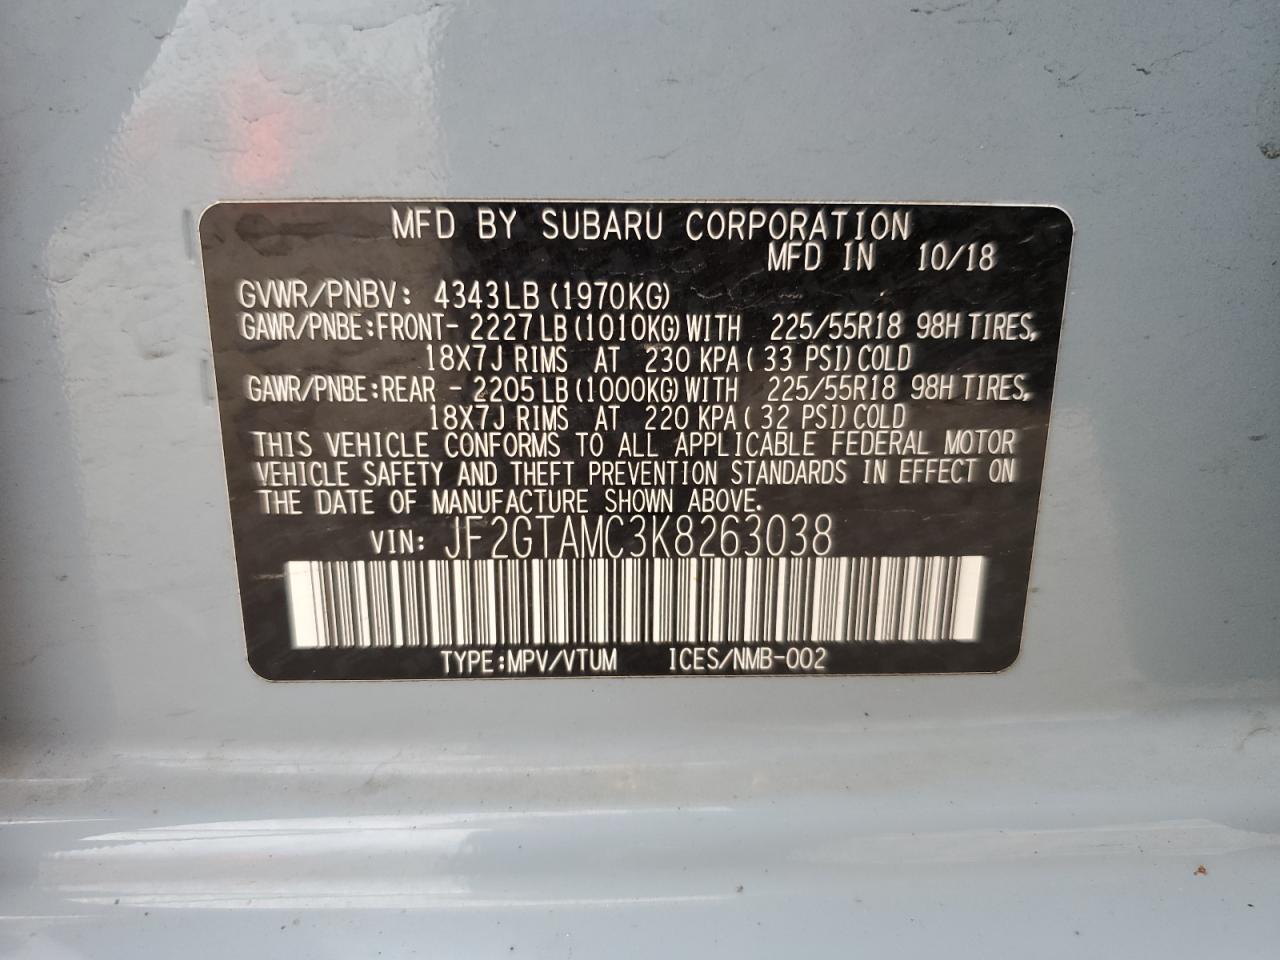 MFD BY SUBARU CORPORATION
MFD IN 10/18
GVWR/PNBV: 4343LB (1970KG)
GAWR/PNBE:FRONT- 2227LB (1010KG) WITH 225/55R18 98H TIRES,
18X7J RIMS AT 230 KPA ( 33 PSI) COLD
GAWR/PNBE:REAR - 2205LB (1000KG) WITH 225/55R18 98H TIRES,
18X7J RIMS AT 220 KPA ( 32 PSI) COLD
THIS VEHICLE CONFORMS TO ALL APPLICABLE FEDERAL MOTOR
VEHICLE SAFETY AND THEFT PREVENTION STANDARDS IN EFFECT ON
THE DATE OF MANUFACTURE SHOWN ABOVE.
VIN: JF2GTAMC3K8263038
TYPE:MPV/VTUM ICES/NMB-002